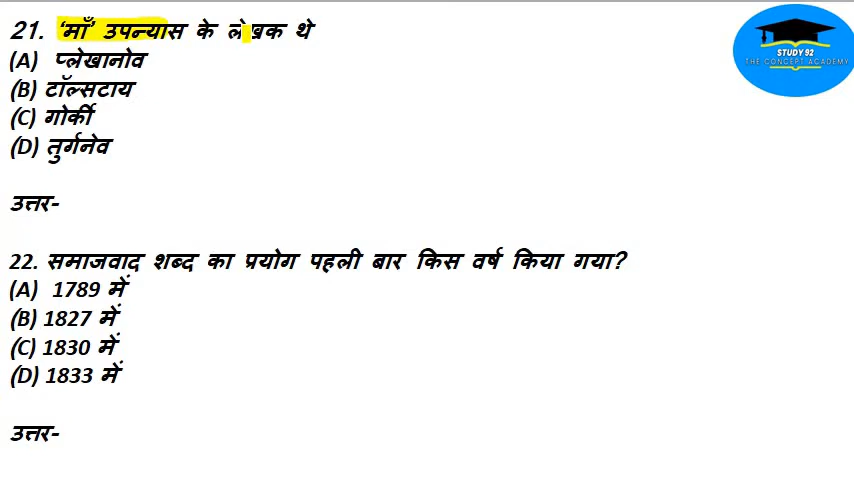 21. ‘माँ’ उपन्यास के लेखक थे
(A) प्लेखानोव
(B) टॉल्सटाय
(C) गोर्की
(D) तुर्गनेव
उत्तर-
22. समाजवाद शब्द का प्रयोग पहली बार किस वर्ष किया गया?
(A) 1789 में
(B) 1827 में
(C) 1830 में
(D) 1833 में
उत्तर-
STUDY 92
THE CONCEPT ACADEMY